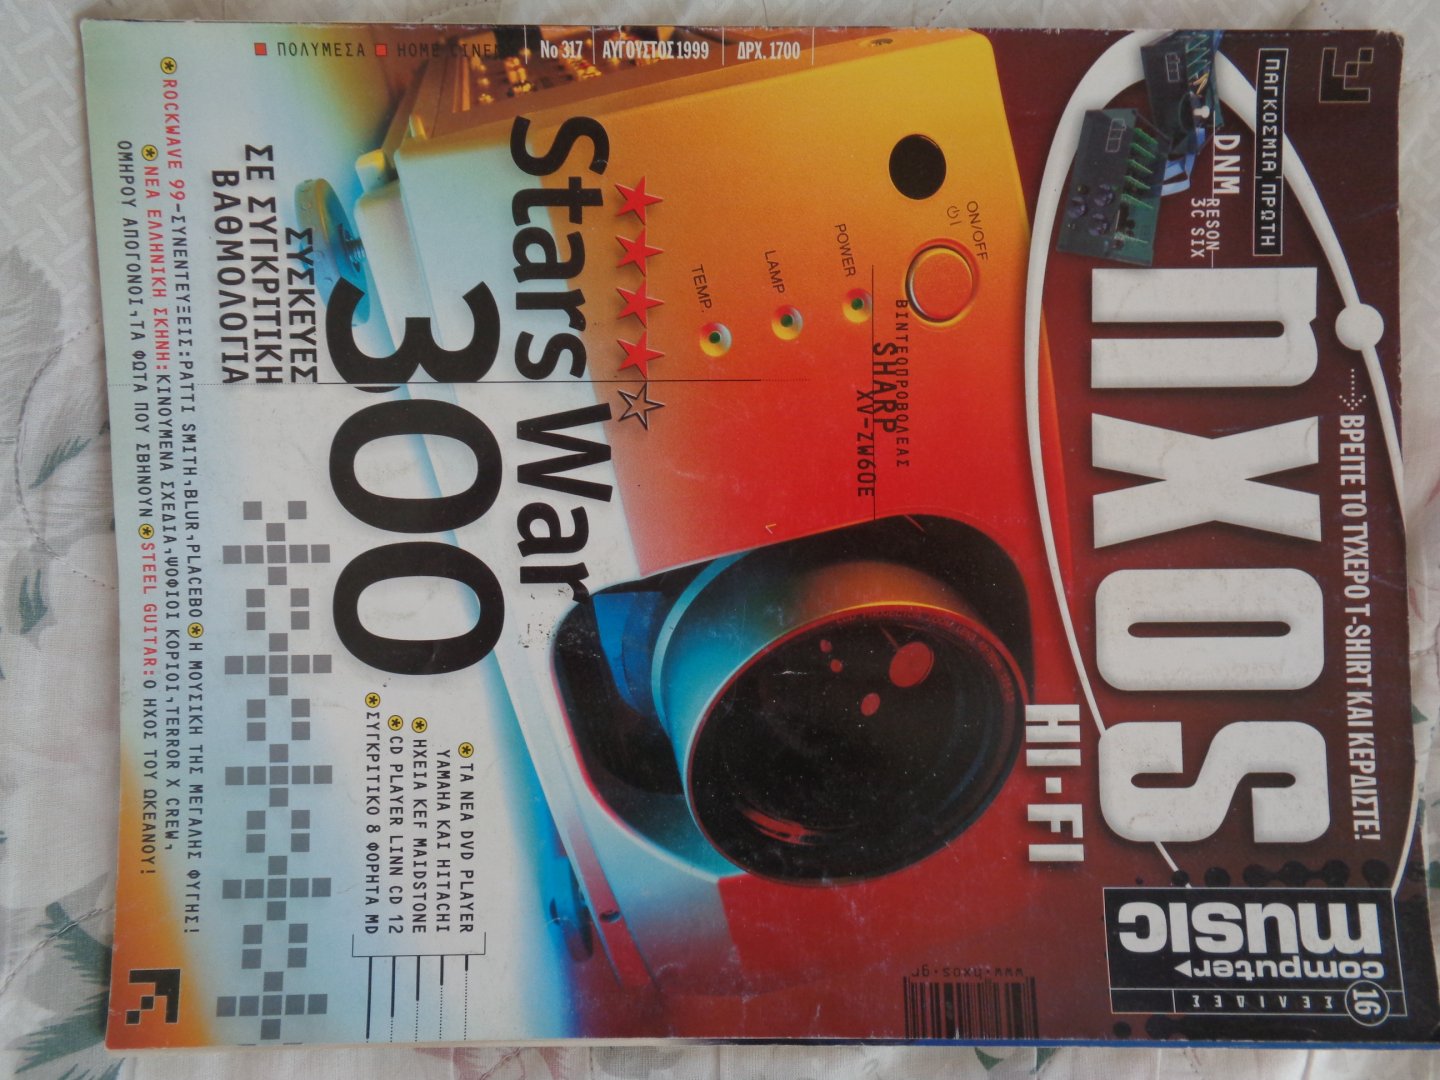 ■ ΠΟΛΥΜΕΣΑ ■ HOME CINEMA
Νο 317
ΑΥΓΟΥΣΤΟΣ 1999
ΔΡΧ. 1700
ΠΑΓΚΟΣΜΙΑ ΠΡΩΤΗ
DNM
RESON
3C SIX
ΒΡΕΙΤΕ ΤΟ ΤΥΧΕΡΟ T-SHIRT ΚΑΙ ΚΕΡΔΙΣΤΕ!
ηχος
HI-FI
16
ΣΕΛΙΔΕΣ
computer
music
ON/OFF
POWER
LAMP
TEMP.
ΒΙΝΤΕΟΠΡΟΒΟΛΕΑΣ
SHARP
XV-ZW60E
www.hxos.gr
Stars War
300
ΣΥΣΚΕΥΕΣ
ΣΕ ΣΥΓΚΡΙΤΙΚΗ
ΒΑΘΜΟΛΟΓΙΑ
ΤΑ ΝΕΑ DVD PLAYER
YAMAHA ΚΑΙ HITACHI
ΗΧΕΙΑ KEF MAIDSTONE
CD PLAYER LINN CD 12
ΣΥΓΚΡΙΤΙΚΟ 8 ΦΟΡΗΤΑ MD
ROCKWAVE 99-ΣΥΝΕΝΤΕΥΞΕΙΣ:PATTI SMITH,BLUR,PLACEBO Η ΜΟΥΣΙΚΗ ΤΗΣ ΜΕΓΑΛΗΣ ΦΥΓΗΣ!
ΝΕΑ ΕΛΛΗΝΙΚΗ ΣΚΗΝΗ:ΚΙΝΟΥΜΕΝΑ ΣΧΕΔΙΑ,ΨΟΦΙΟΙ ΚΟΡΙΟΙ,TERROR X CREW,
ΟΜΗΡΟΥ ΑΠΟΓΟΝΟΙ,ΤΑ ΦΩΤΑ ΠΟΥ ΣΒΗΝΟΥΝ STEEL GUITAR:Ο ΗΧΟΣ ΤΟΥ ΩΚΕΑΝΟΥ!